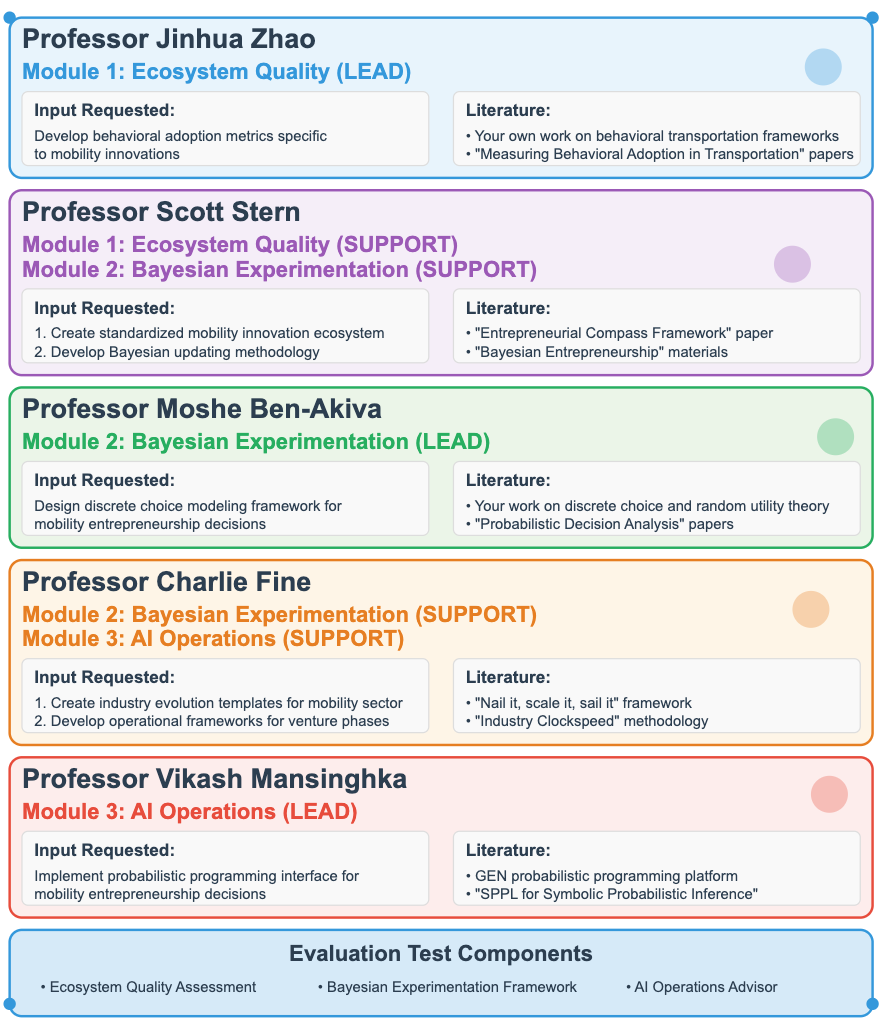 Professor Jinhua Zhao
Module 1: Ecosystem Quality (LEAD)
Input Requested:
Develop behavioral adoption metrics specific
to mobility innovations
Literature:
• Your own work on behavioral transportation frameworks
• "Measuring Behavioral Adoption in Transportation" papers
Professor Scott Stern
Module 1: Ecosystem Quality (SUPPORT)
Module 2: Bayesian Experimentation (SUPPORT)
Input Requested:
1. Create standardized mobility innovation ecosystem
2. Develop Bayesian updating methodology
Literature:
• "Entrepreneurial Compass Framework" paper
• "Bayesian Entrepreneurship" materials
Professor Moshe Ben-Akiva
Module 2: Bayesian Experimentation (LEAD)
Input Requested:
Design discrete choice modeling framework for
mobility entrepreneurship decisions
Literature:
• Your work on discrete choice and random utility theory
• "Probabilistic Decision Analysis" papers
Professor Charlie Fine
Module 2: Bayesian Experimentation (SUPPORT)
Module 3: AI Operations (SUPPORT)
Input Requested:
1. Create industry evolution templates for mobility sector
2. Develop operational frameworks for venture phases
Literature:
• "Nail it, scale it, sail it" framework
• "Industry Clockspeed" methodology
Professor Vikash Mansinghka
Module 3: AI Operations (LEAD)
Input Requested:
Implement probabilistic programming interface for
mobility entrepreneurship decisions
Literature:
• GEN probabilistic programming platform
• "SPPL for Symbolic Probabilistic Inference"
Evaluation Test Components
• Ecosystem Quality Assessment
• Bayesian Experimentation Framework
• AI Operations Advisor